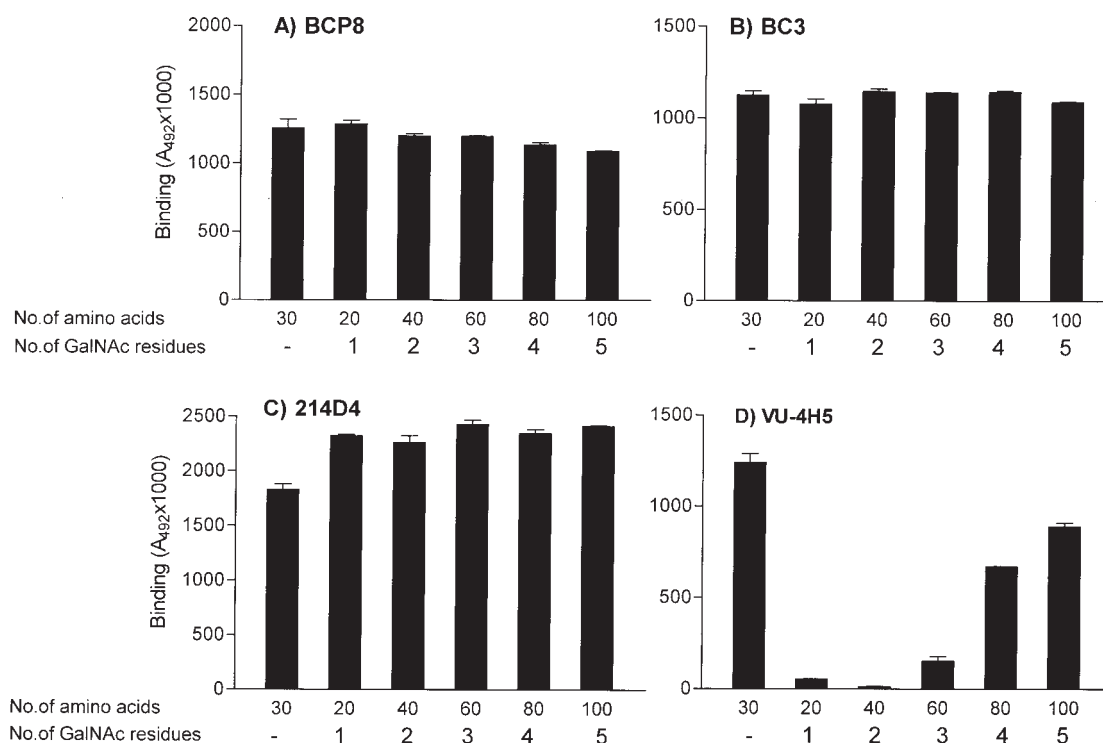 A) BCP8
B) BC3
Binding (A492x1000)
2000
1500
1000
500
0
1500
1000
500
0
No.of amino acids 30 20 40 60 80 100 30 20 40 60 80 100
No.of GalNAc residues - 1 2 3 4 5 - 1 2 3 4 5
C) 214D4
D) VU-4H5
Binding (A492x1000)
2500
2000
1500
1000
500
0
1500
1000
500
0
No.of amino acids 30 20 40 60 80 100 30 20 40 60 80 100
No.of GalNAc residues - 1 2 3 4 5 - 1 2 3 4 5